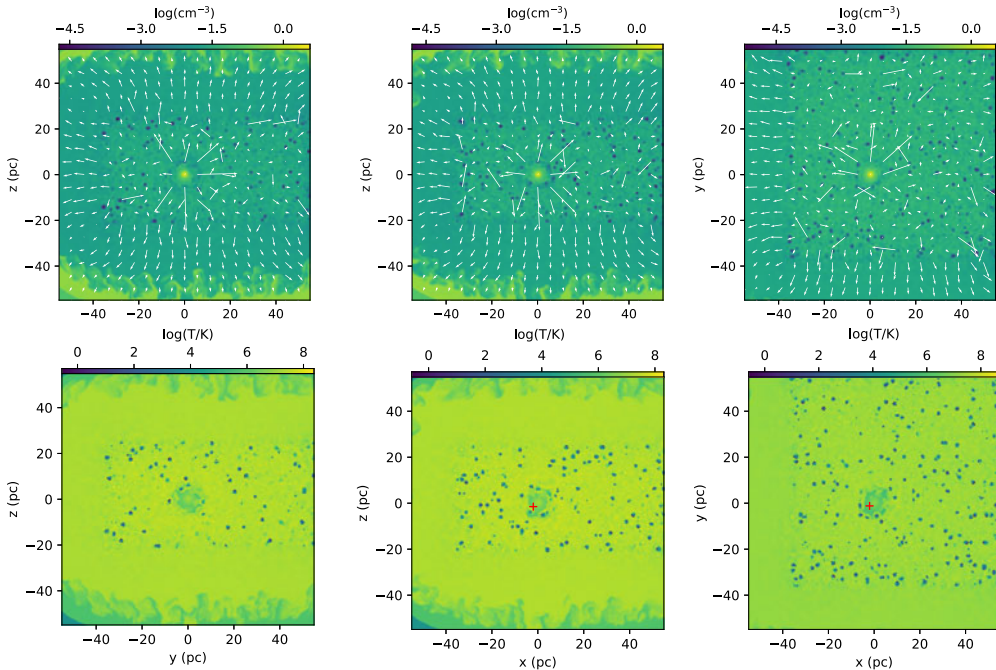 log(cm⁻³) log(cm⁻³) log(cm⁻³)
−4.5 −3.0 −1.5 0.0 −4.5 −3.0 −1.5 0.0 −4.5 −3.0 −1.5 0.0
z (pc) 40 20 0 −20 −40
z (pc) 40 20 0 −20 −40
y (pc) 40 20 0 −20 −40
−40 −20 0 20 40 −40 −20 0 20 40 −40 −20 0 20 40
log(T/K) log(T/K) log(T/K)
0 2 4 6 8 0 2 4 6 8 0 2 4 6 8
z (pc) 40 20 0 −20 −40
z (pc) 40 20 0 −20 −40
y (pc) 40 20 0 −20 −40
−40 −20 0 20 40 −40 −20 0 20 40 −40 −20 0 20 40
y (pc) x (pc) x (pc)